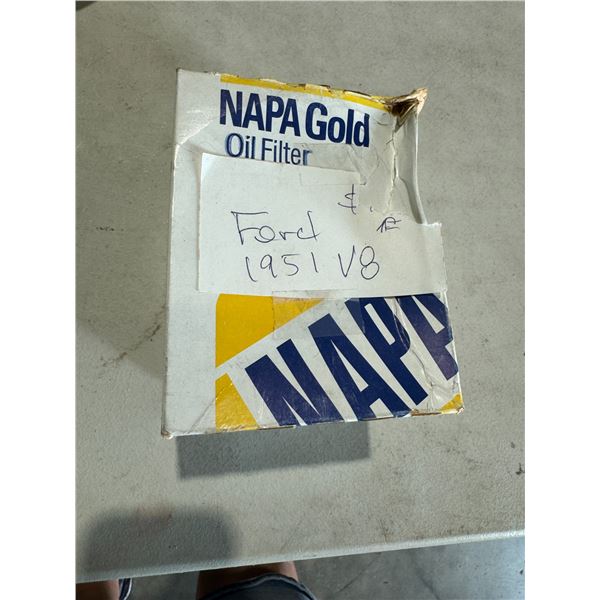 NAPA Gold
Oil Filter
Ford
1951 V8
NAPA